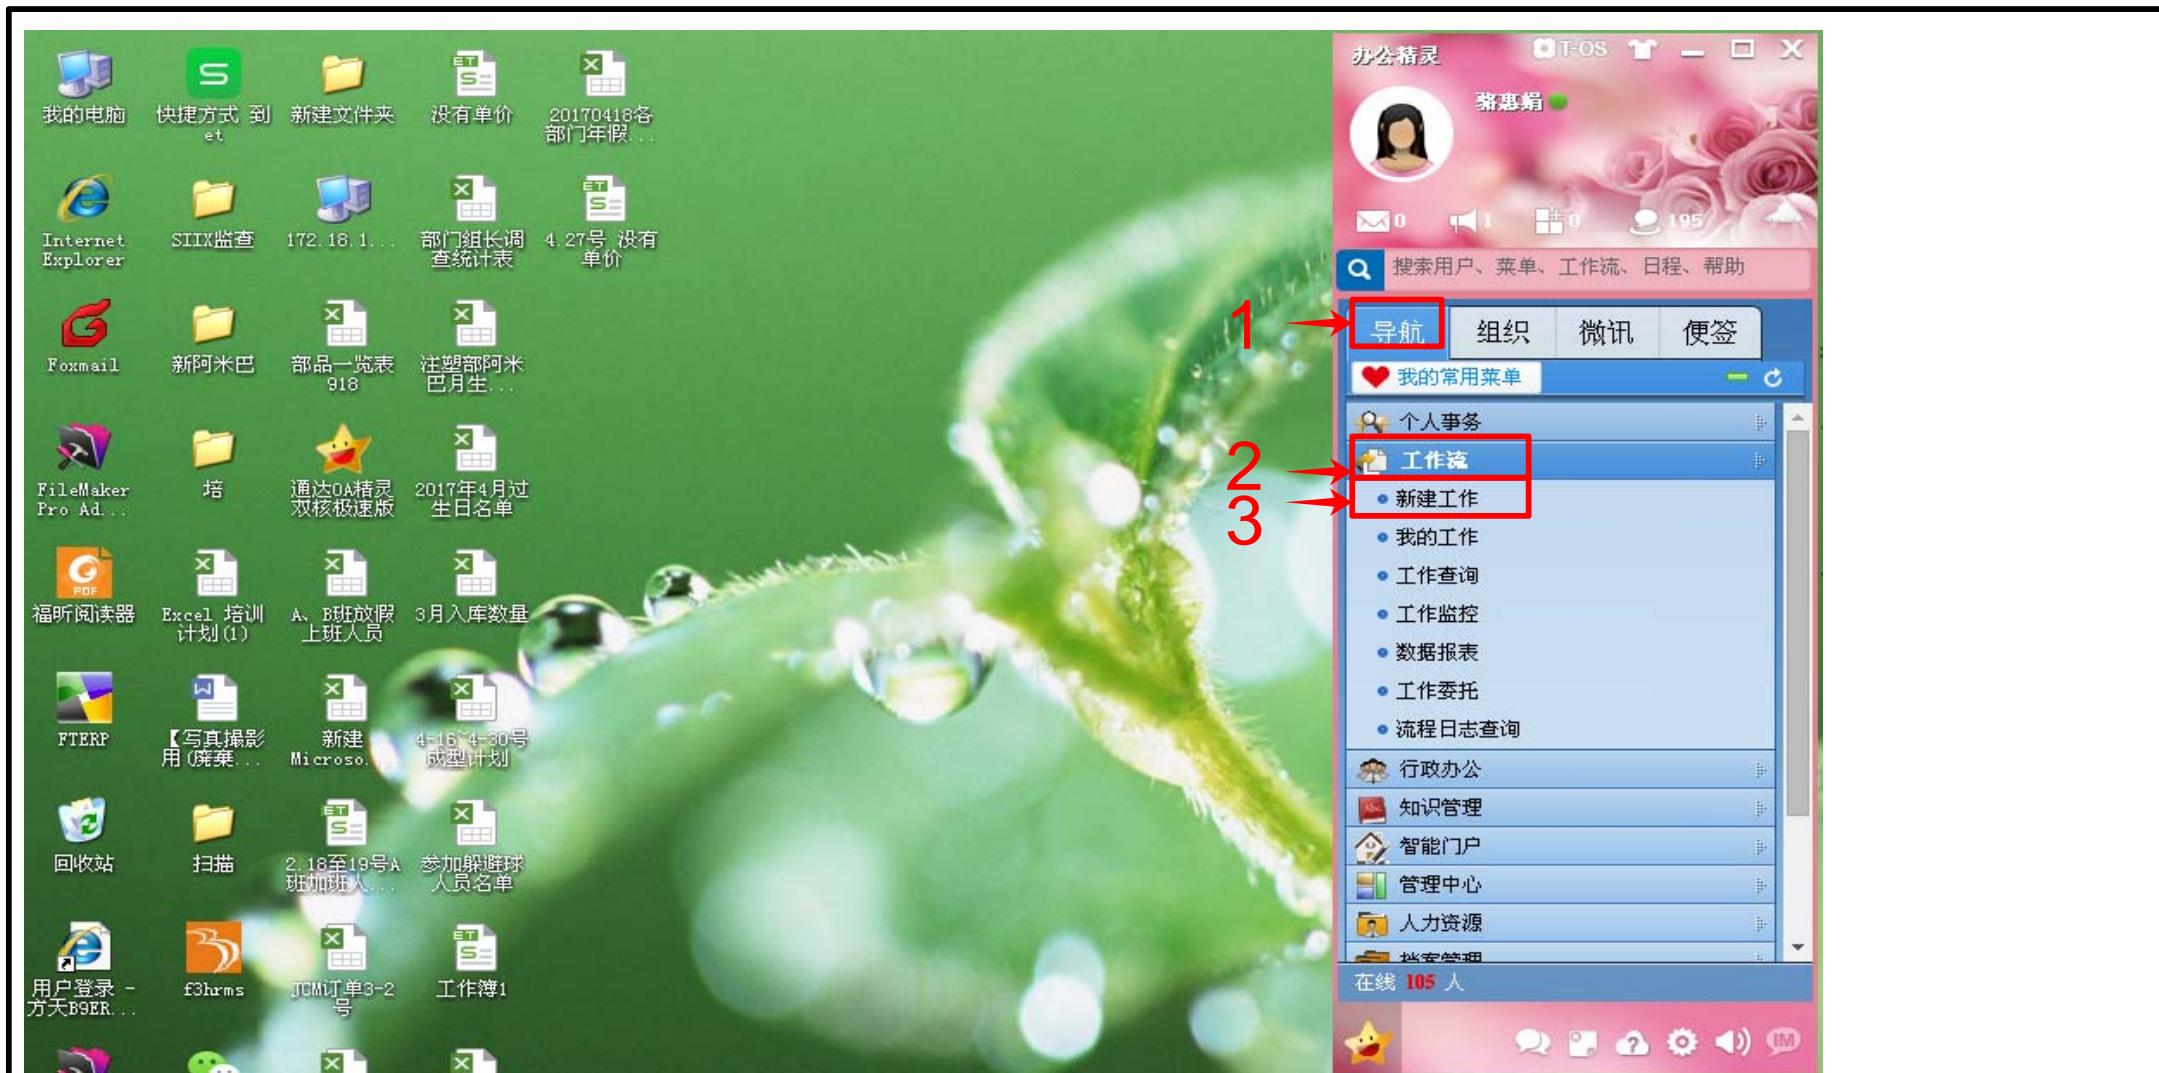 我的电脑
快捷方式 到
et
新建文件夹
没有单价
20170418各
部门年假...
Internet
Explorer
SIIX监查
172.18.1...
部门组长调
查统计表
4.27号 没有
单价
Foxmail
新阿米巴
部品一览表
918
注塑部阿米
巴月生...
FileMaker
Pro Ad...
培
通达OA精灵
双核极速版
2017年4月过
生日名单
PDF
福昕阅读器
Excel 培训
计划(1)
A、B班放假
上班人员
3月入库数量
FTERP
【写真撮影
用(廃棄...
新建
Microso...
4-16~4-30号
成型计划
回收站
扫描
2.18至19号A
班加班人...
参加躲避球
人员名单
用户登录 -
方天B9ER...
f3hrms
JCM订单3-2
号
工作簿1
办公精灵
T-OS
骆惠娟
0
1
0
195
搜索用户、菜单、工作流、日程、帮助
1
导航
组织
微讯
便签
我的常用菜单
个人事务
2
工作流
3
新建工作
我的工作
工作查询
工作监控
数据报表
工作委托
流程日志查询
行政办公
知识管理
智能门户
管理中心
人力资源
档案管理
在线 105 人
IM